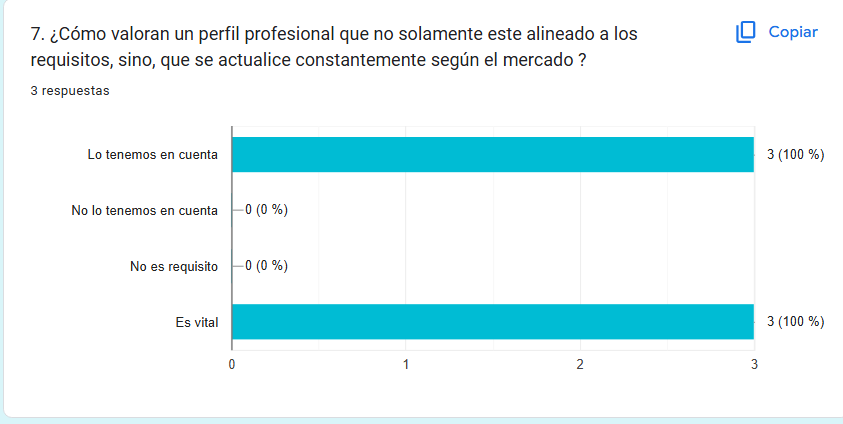 7. ¿Cómo valoran un perfil profesional que no solamente este alineado a los
requisitos, sino, que se actualice constantemente según el mercado ?
Copiar
3 respuestas
Lo tenemos en cuenta
3 (100 %)
No lo tenemos en cuenta
0 (0 %)
No es requisito
0 (0 %)
Es vital
3 (100 %)
0
1
2
3